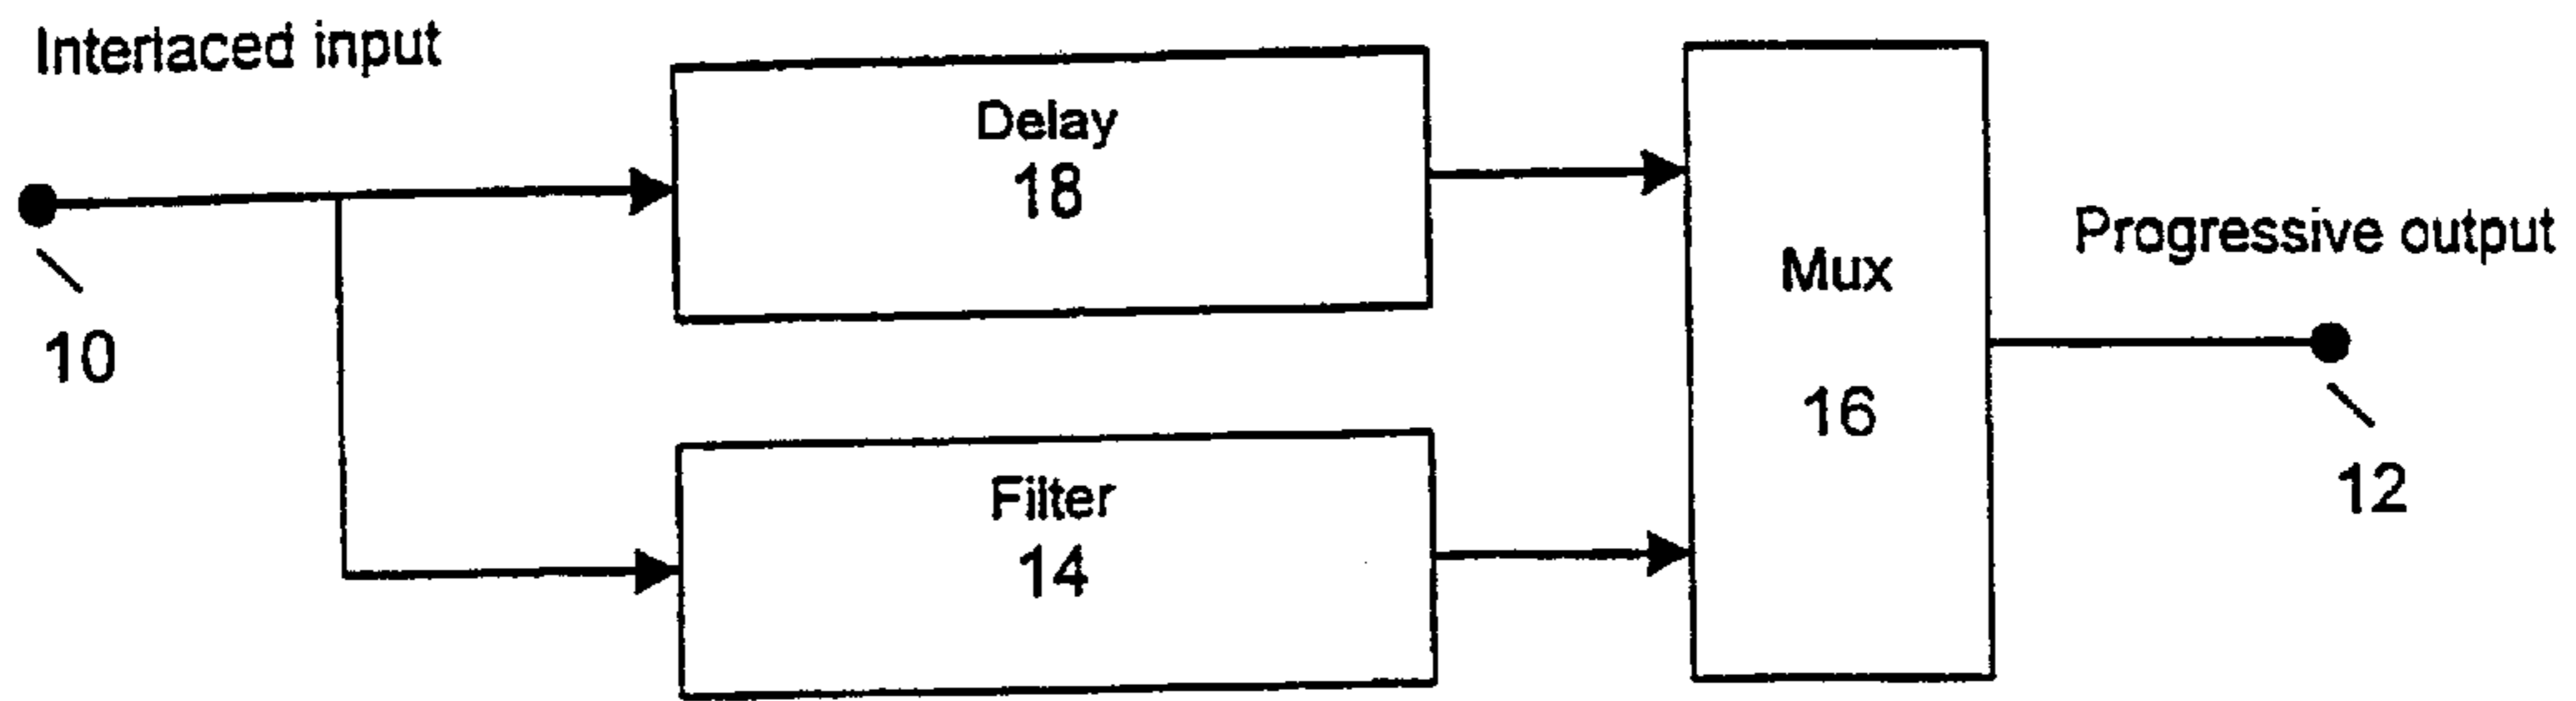 Interlaced input
10
Delay
18
Filter
14
Mux
16
Progressive output
12